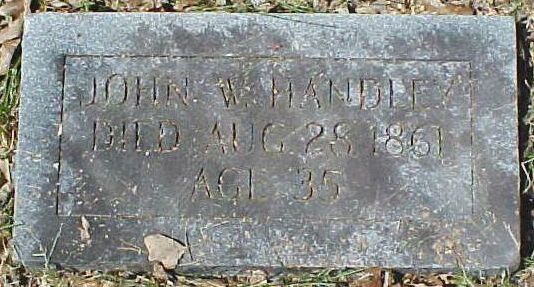 JOHN W. HANDLEY
DIED AUG 28 1861
AGE 35